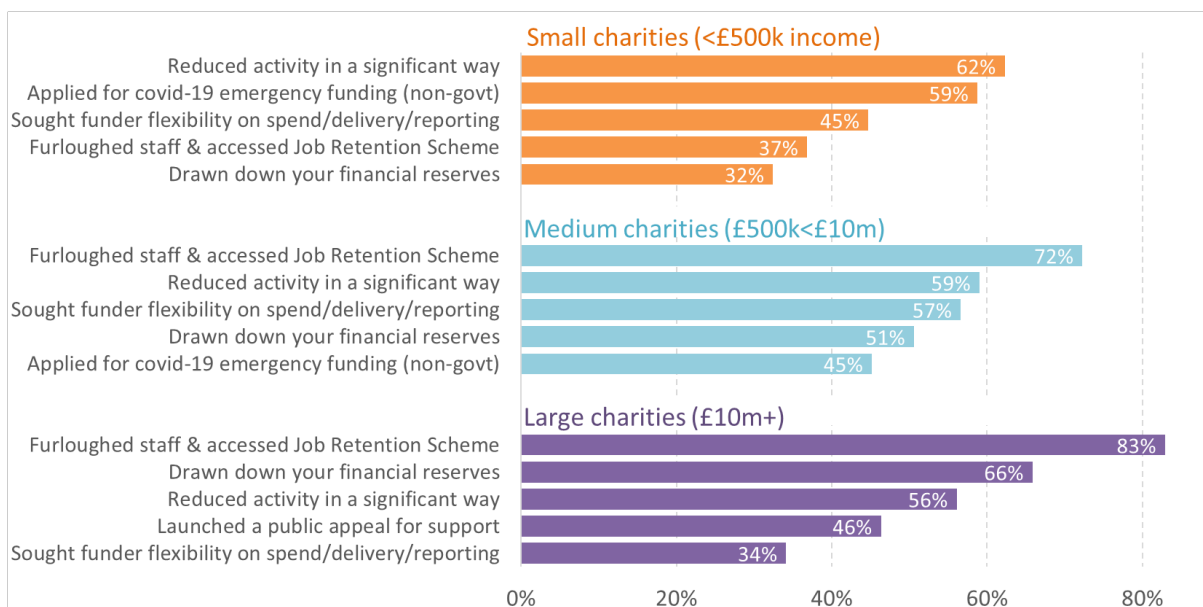 Small charities (<£500k income)
Reduced activity in a significant way 62%
Applied for covid-19 emergency funding (non-govt) 59%
Sought funder flexibility on spend/delivery/reporting 45%
Furloughed staff & accessed Job Retention Scheme 37%
Drawn down your financial reserves 32%
Medium charities (£500k<£10m)
Furloughed staff & accessed Job Retention Scheme 72%
Reduced activity in a significant way 59%
Sought funder flexibility on spend/delivery/reporting 57%
Drawn down your financial reserves 51%
Applied for covid-19 emergency funding (non-govt) 45%
Large charities (£10m+)
Furloughed staff & accessed Job Retention Scheme 83%
Drawn down your financial reserves 66%
Reduced activity in a significant way 56%
Launched a public appeal for support 46%
Sought funder flexibility on spend/delivery/reporting 34%
0% 20% 40% 60% 80%